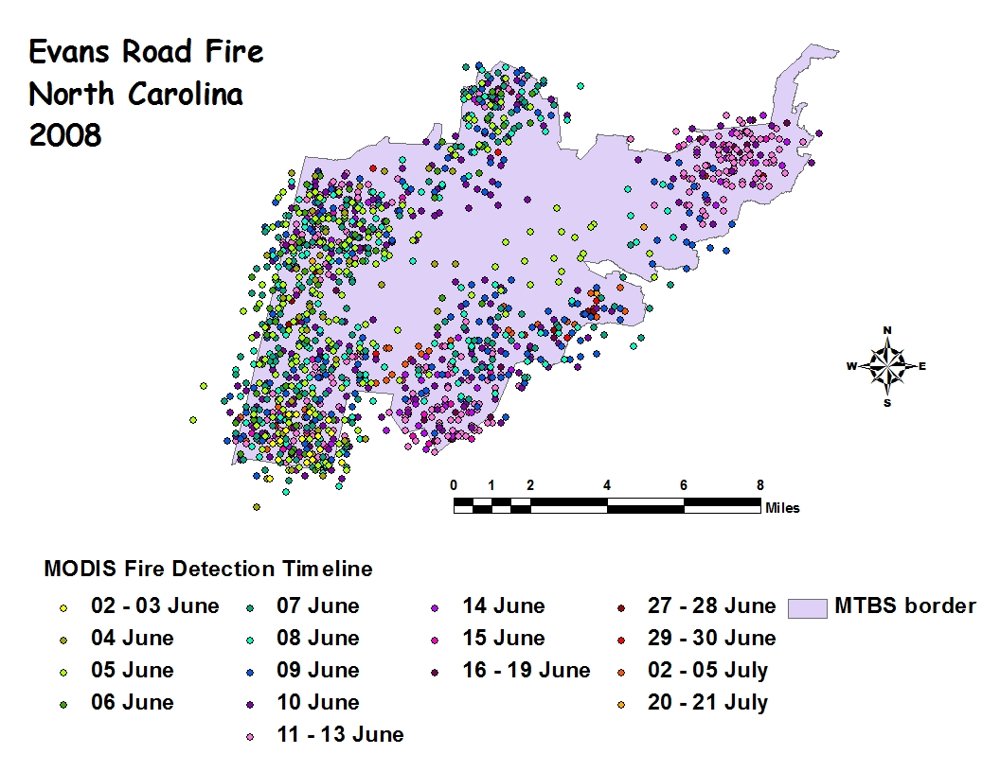 Evans Road Fire
North Carolina
2008
N
W E
S
0 1 2 4 6 8
Miles
MODIS Fire Detection Timeline
02 - 03 June 07 June 14 June 27 - 28 June MTBS border
04 June 08 June 15 June 29 - 30 June
05 June 09 June 16 - 19 June 02 - 05 July
06 June 10 June 20 - 21 July
11 - 13 June